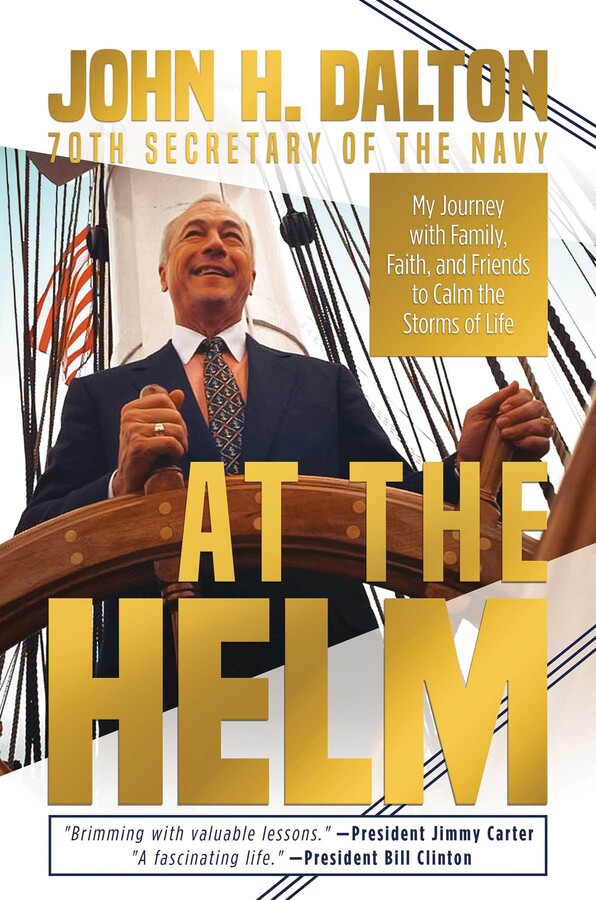 JOHN H. DALTON
70TH SECRETARY OF THE NAVY
My Journey
with Family,
Faith, and Friends
to Calm the
Storms of Life
AT THE
HELM
"Brimming with valuable lessons." —President Jimmy Carter
"A fascinating life." —President Bill Clinton